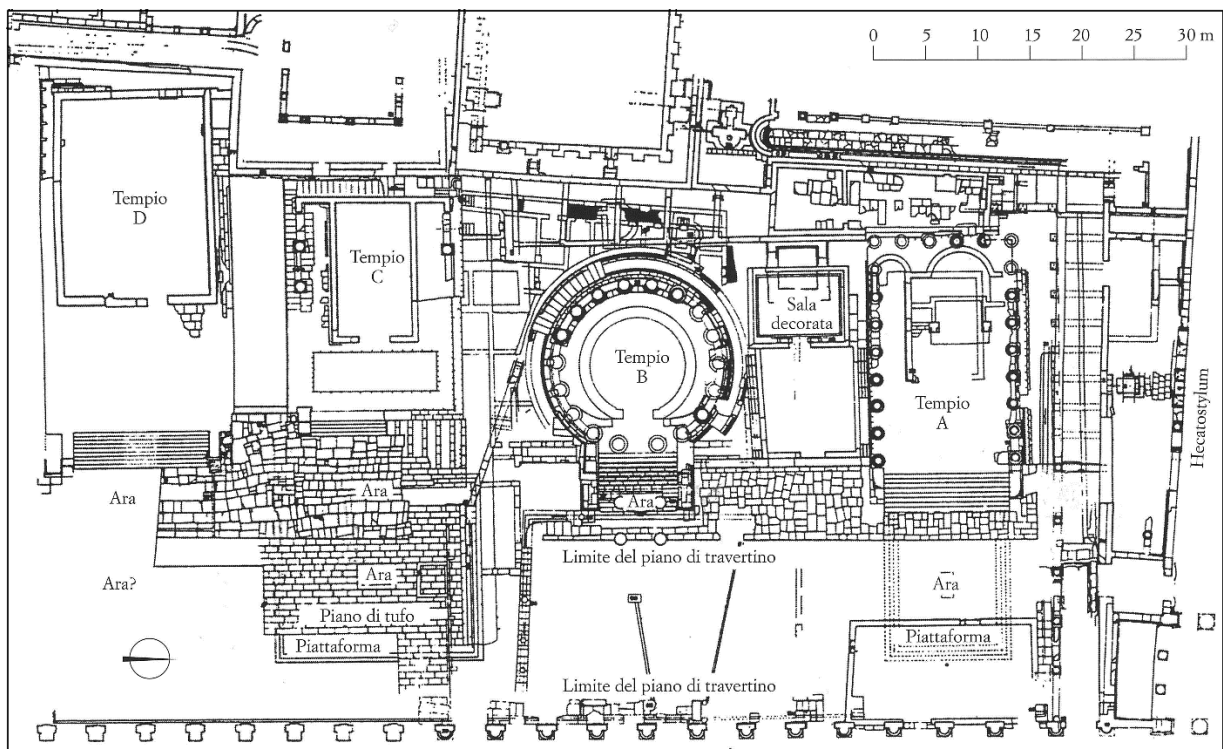 0 5 10 15 20 25 30 m
Tempio
D
Tempio
C
Tempio
B
Sala
decorata
Tempio
A
Hecatostylum
Ara
Ara
Ara
Limite del piano di travertino
Ara?
Ara
Ara
Piano di tufo
Piattaforma
Piattaforma
Limite del piano di travertino